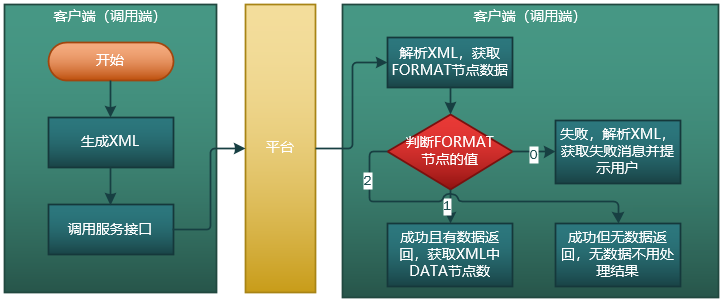 客户端（调用端）
开始
生成XML
调用服务接口
平台
客户端（调用端）
解析XML，获取
FORMAT节点数据
判断FORMAT
节点的值
0
失败，解析XML，
获取失败消息并提
示用户
2
1
成功且有数据返
回，获取XML中
DATA节点数
成功但无数据返
回，无数据不用处
理结果